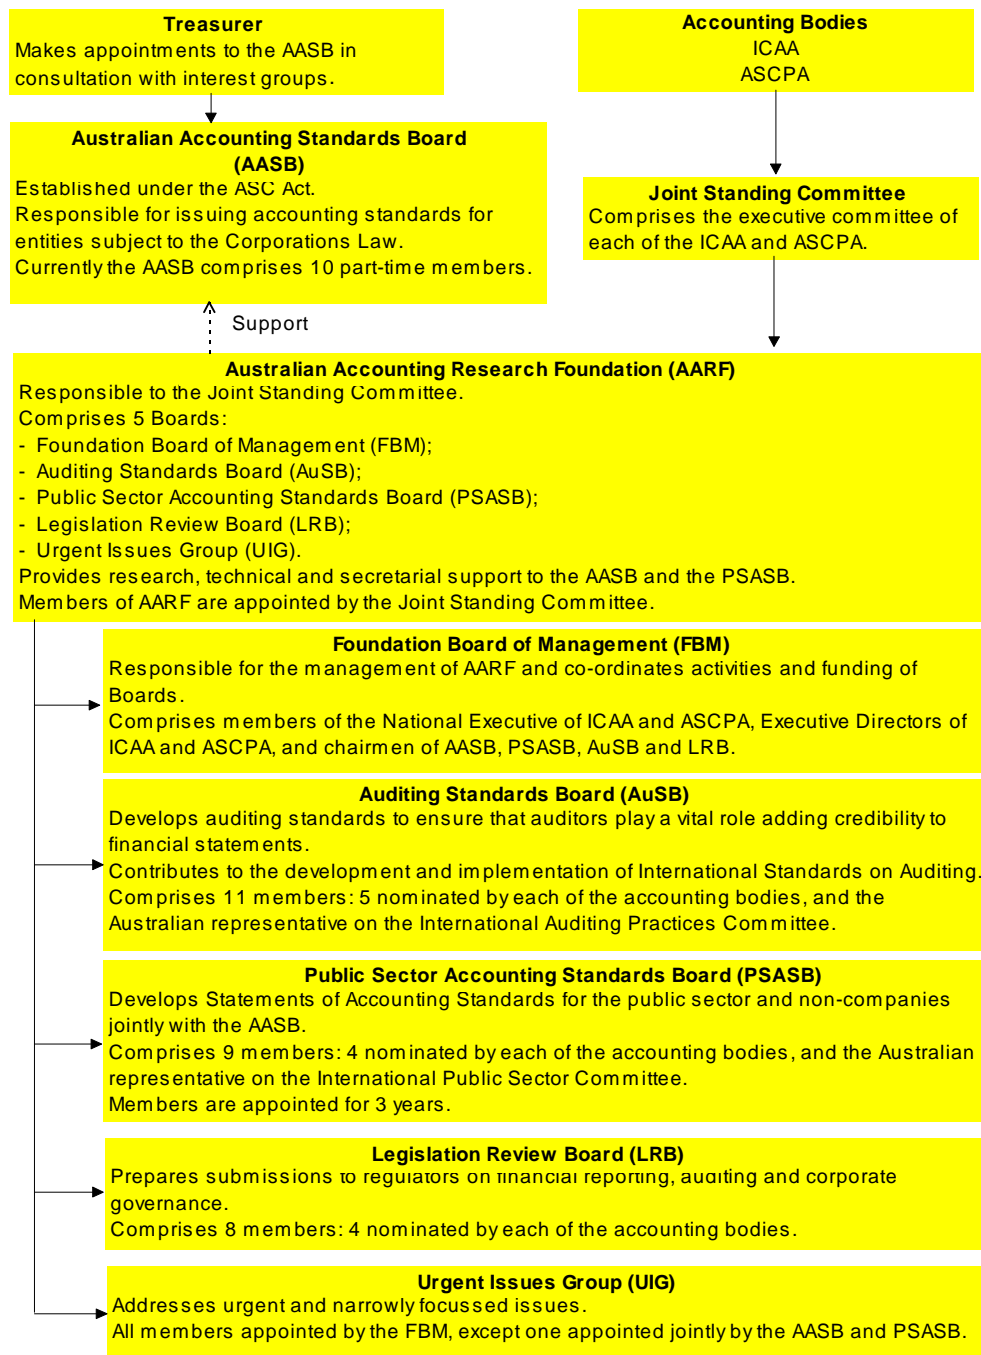 Treasurer
Makes appointments to the AASB in
consultation with interest groups.
Accounting Bodies
ICAA
ASCPA
Australian Accounting Standards Board
(AASB)
Established under the ASC Act.
Responsible for issuing accounting standards for
entities subject to the Corporations Law.
Currently the AASB comprises 10 part-time members.
Joint Standing Committee
Comprises the executive committee of
each of the ICAA and ASCPA.
Support
Australian Accounting Research Foundation (AARF)
Responsible to the Joint Standing Committee.
Comprises 5 Boards:
- Foundation Board of Management (FBM);
- Auditing Standards Board (AuSB);
- Public Sector Accounting Standards Board (PSASB);
- Legislation Review Board (LRB);
- Urgent Issues Group (UIG).
Provides research, technical and secretarial support to the AASB and the PSASB.
Members of AARF are appointed by the Joint Standing Committee.
Foundation Board of Management (FBM)
Responsible for the management of AARF and co-ordinates activities and funding of
Boards.
Comprises members of the National Executive of ICAA and ASCPA, Executive Directors of
ICAA and ASCPA, and chairmen of AASB, PSASB, AuSB and LRB.
Auditing Standards Board (AuSB)
Develops auditing standards to ensure that auditors play a vital role adding credibility to
financial statements.
Contributes to the development and implementation of International Standards on Auditing.
Comprises 11 members: 5 nominated by each of the accounting bodies, and the
Australian representative on the International Auditing Practices Committee.
Public Sector Accounting Standards Board (PSASB)
Develops Statements of Accounting Standards for the public sector and non-companies
jointly with the AASB.
Comprises 9 members: 4 nominated by each of the accounting bodies, and the Australian
representative on the International Public Sector Committee.
Members are appointed for 3 years.
Legislation Review Board (LRB)
Prepares submissions to regulators on financial reporting, auditing and corporate
governance.
Comprises 8 members: 4 nominated by each of the accounting bodies.
Urgent Issues Group (UIG)
Addresses urgent and narrowly focussed issues.
All members appointed by the FBM, except one appointed jointly by the AASB and PSASB.